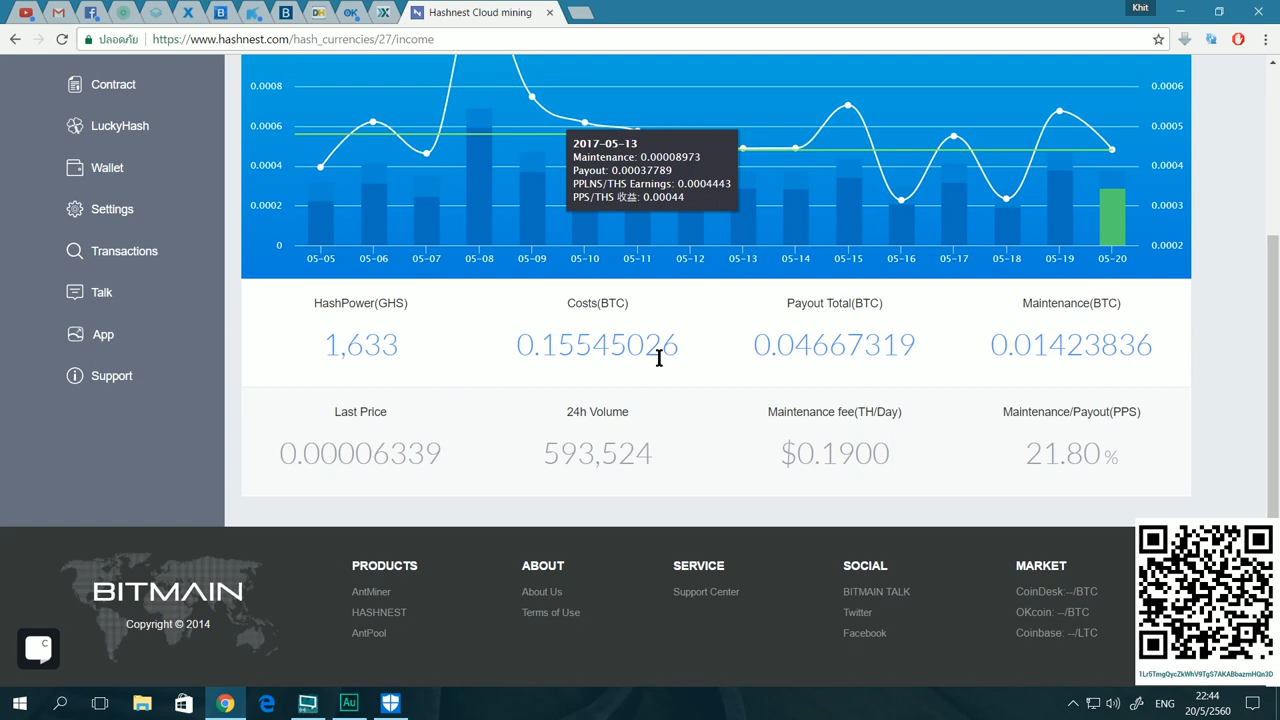 Hashnest Cloud mining
Khit
ปลอดภัย
https://www.hashnest.com/hash_currencies/27/income
Contract
LuckyHash
Wallet
Settings
Transactions
Talk
App
Support
0.0008
0.0006
0.0004
0.0002
0
0.0006
0.0005
0.0004
0.0003
0.0002
2017-05-13
Maintenance: 0.00008973
Payout: 0.00037789
PPLNS/THS Earnings: 0.0004443
PPS/THS 收益: 0.00044
05-05 05-06 05-07 05-08 05-09 05-10 05-11 05-12 05-13 05-14 05-15 05-16 05-17 05-18 05-19 05-20
HashPower(GHS) Costs(BTC) Payout Total(BTC) Maintenance(BTC)
1,633 0.15545026 0.04667319 0.01423836
Last Price 24h Volume Maintenance fee(TH/Day) Maintenance/Payout(PPS)
0.00006339 593,524 $0.1900 21.80 %
BITMAIN
Copyright © 2014
PRODUCTS
AntMiner
HASHNEST
AntPool
ABOUT
About Us
Terms of Use
SERVICE
Support Center
SOCIAL
BITMAIN TALK
Twitter
Facebook
MARKET
CoinDesk:--/BTC
OKcoin: --/BTC
Coinbase: --/LTC
ENG
22:44
20/5/2560